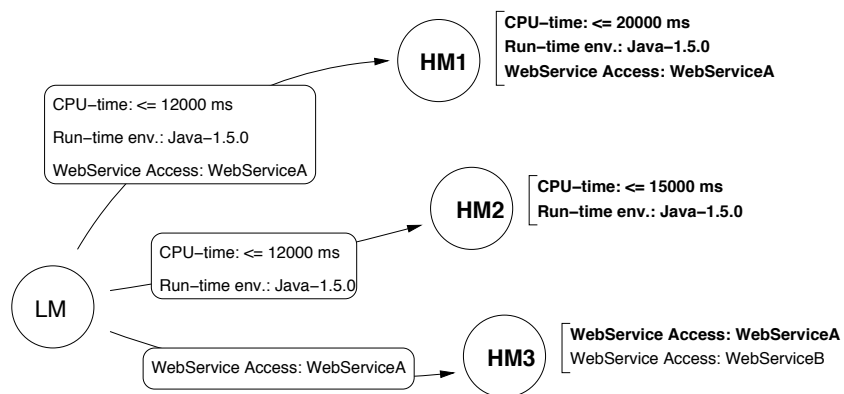 CPU−time: <= 20000 ms
HM1
Run−time env.: Java−1.5.0
WebService Access: WebServiceA
CPU−time: <= 12000 ms
Run−time env.: Java−1.5.0
WebService Access: WebServiceA
CPU−time: <= 15000 ms
HM2
Run−time env.: Java−1.5.0
CPU−time: <= 12000 ms
Run−time env.: Java−1.5.0
LM
WebService Access: WebServiceA
HM3
WebService Access: WebServiceB
WebService Access: WebServiceA